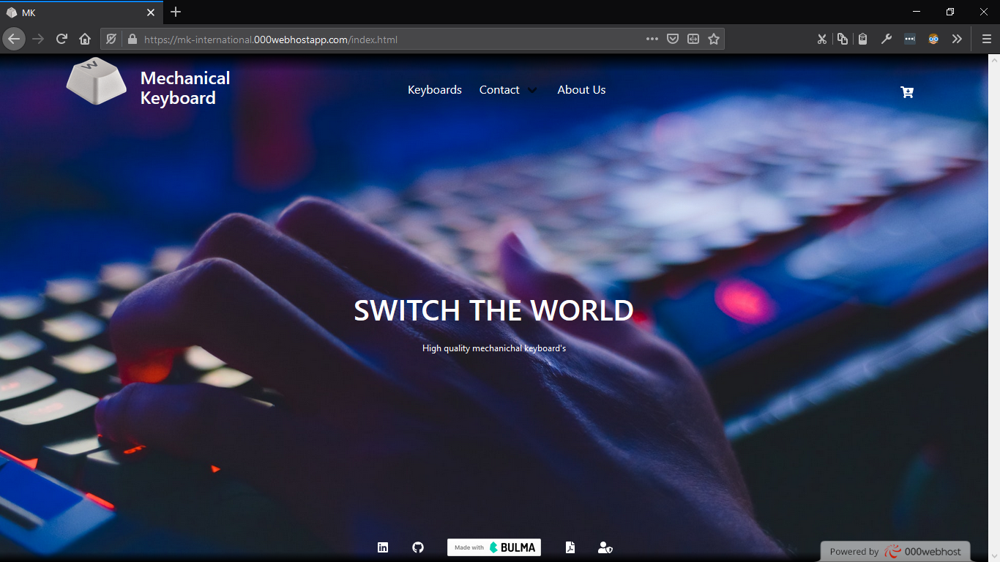 MK
https://mk-international.000webhostapp.com/index.html
W
Mechanical
Keyboard
Keyboards Contact About Us
SWITCH THE WORLD
High quality mechanichal keyboard's
in
Made with BULMA
Powered by 000webhost